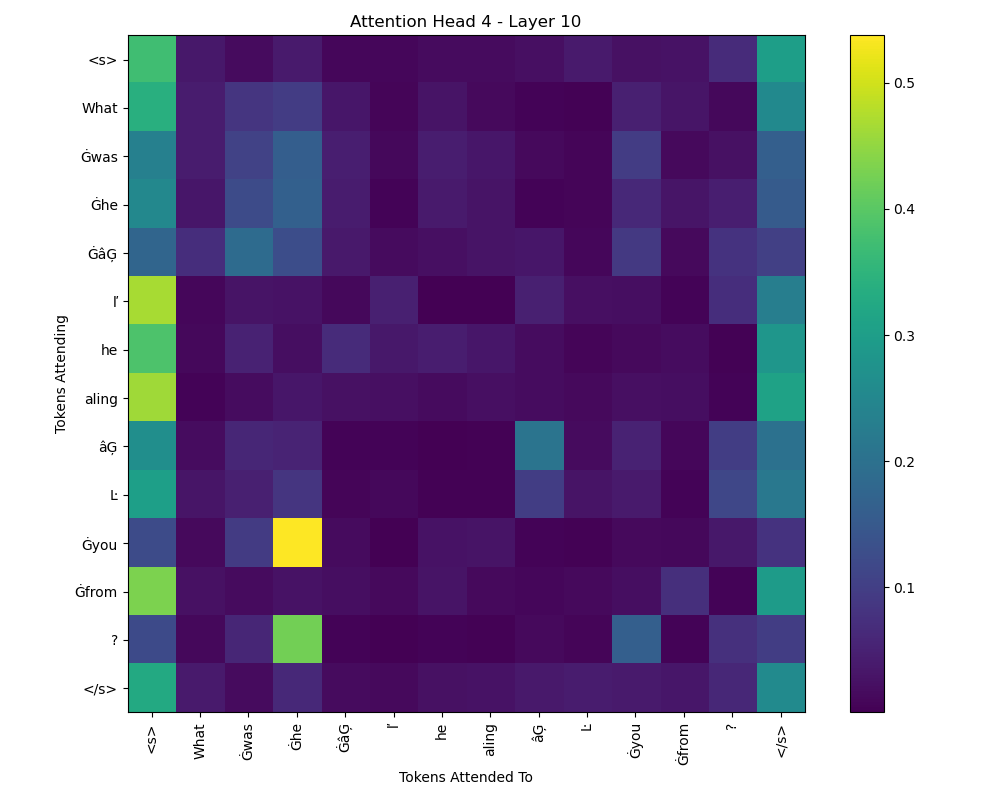 Attention Head 4 - Layer 10
Tokens Attending
<s>
What
Ġwas
Ġhe
ĠâĢ
ľ
he
aling
âĢ
Ŀ
Ġyou
Ġfrom
?
</s>
<s>
What
Ġwas
Ġhe
ĠâĢ
ľ
he
aling
âĢ
Ŀ
Ġyou
Ġfrom
?
</s>
Tokens Attended To
0.5
0.4
0.3
0.2
0.1